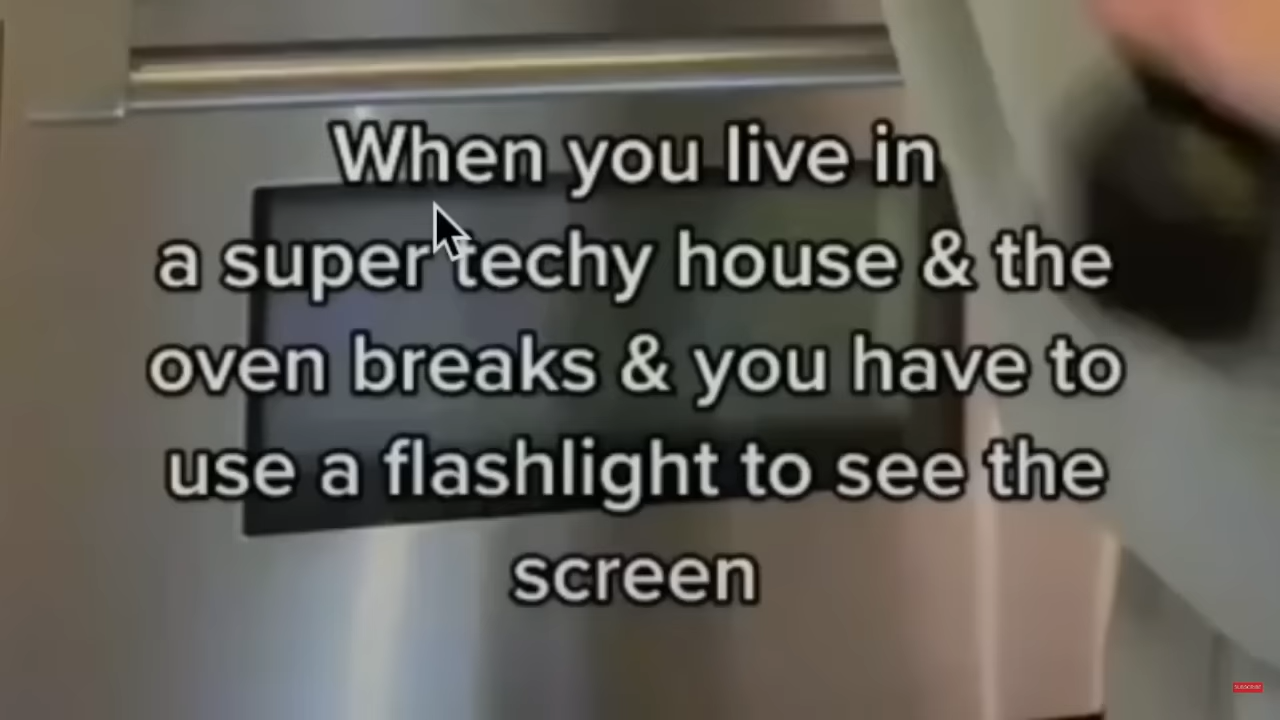 When you live in
a super techy house & the
oven breaks & you have to
use a flashlight to see the
screen
SUBSCRIBE